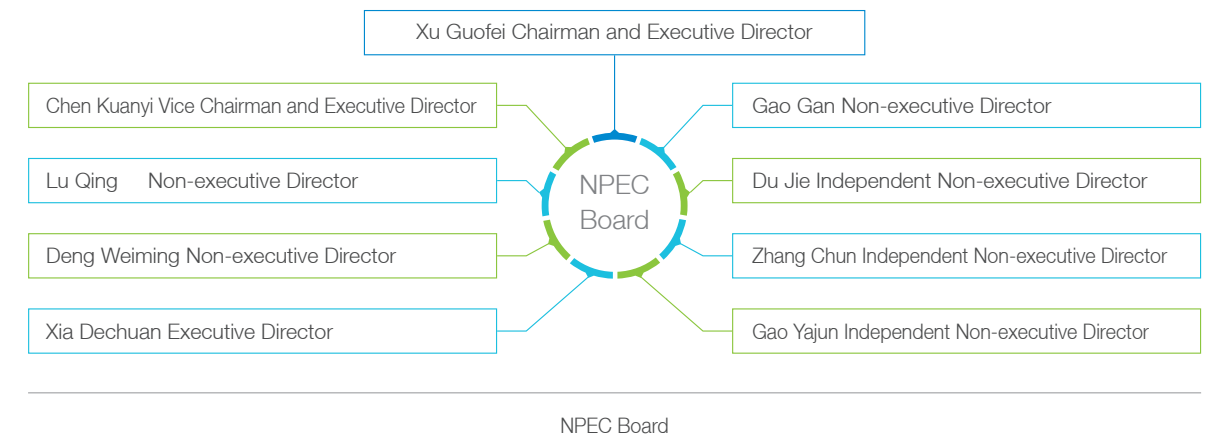 Xu Guofei Chairman and Executive Director
Chen Kuanyi Vice Chairman and Executive Director
Gao Gan Non-executive Director
Lu Qing Non-executive Director
Du Jie Independent Non-executive Director
NPEC
Board
Deng Weiming Non-executive Director
Zhang Chun Independent Non-executive Director
Xia Dechuan Executive Director
Gao Yajun Independent Non-executive Director
NPEC Board